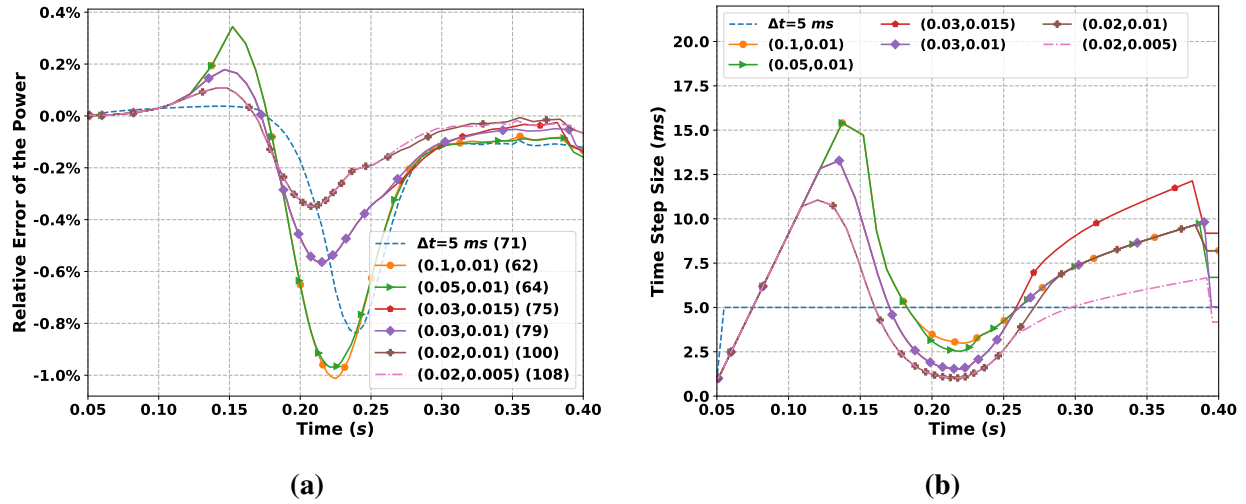 0.4%
0.2%
0.0%
-0.2%
-0.4%
-0.6%
-0.8%
-1.0%
Relative Error of the Power
0.05 0.10 0.15 0.20 0.25 0.30 0.35 0.40
Time (s)
Δt=5 ms (71)
(0.1,0.01) (62)
(0.05,0.01) (64)
(0.03,0.015) (75)
(0.03,0.01) (79)
(0.02,0.01) (100)
(0.02,0.005) (108)
(a)
20.0
17.5
15.0
12.5
10.0
7.5
5.0
2.5
0.0
Time Step Size (ms)
0.05 0.10 0.15 0.20 0.25 0.30 0.35 0.40
Time (s)
Δt=5 ms
(0.1,0.01)
(0.05,0.01)
(0.03,0.015)
(0.03,0.01)
(0.02,0.01)
(0.02,0.005)
(b)